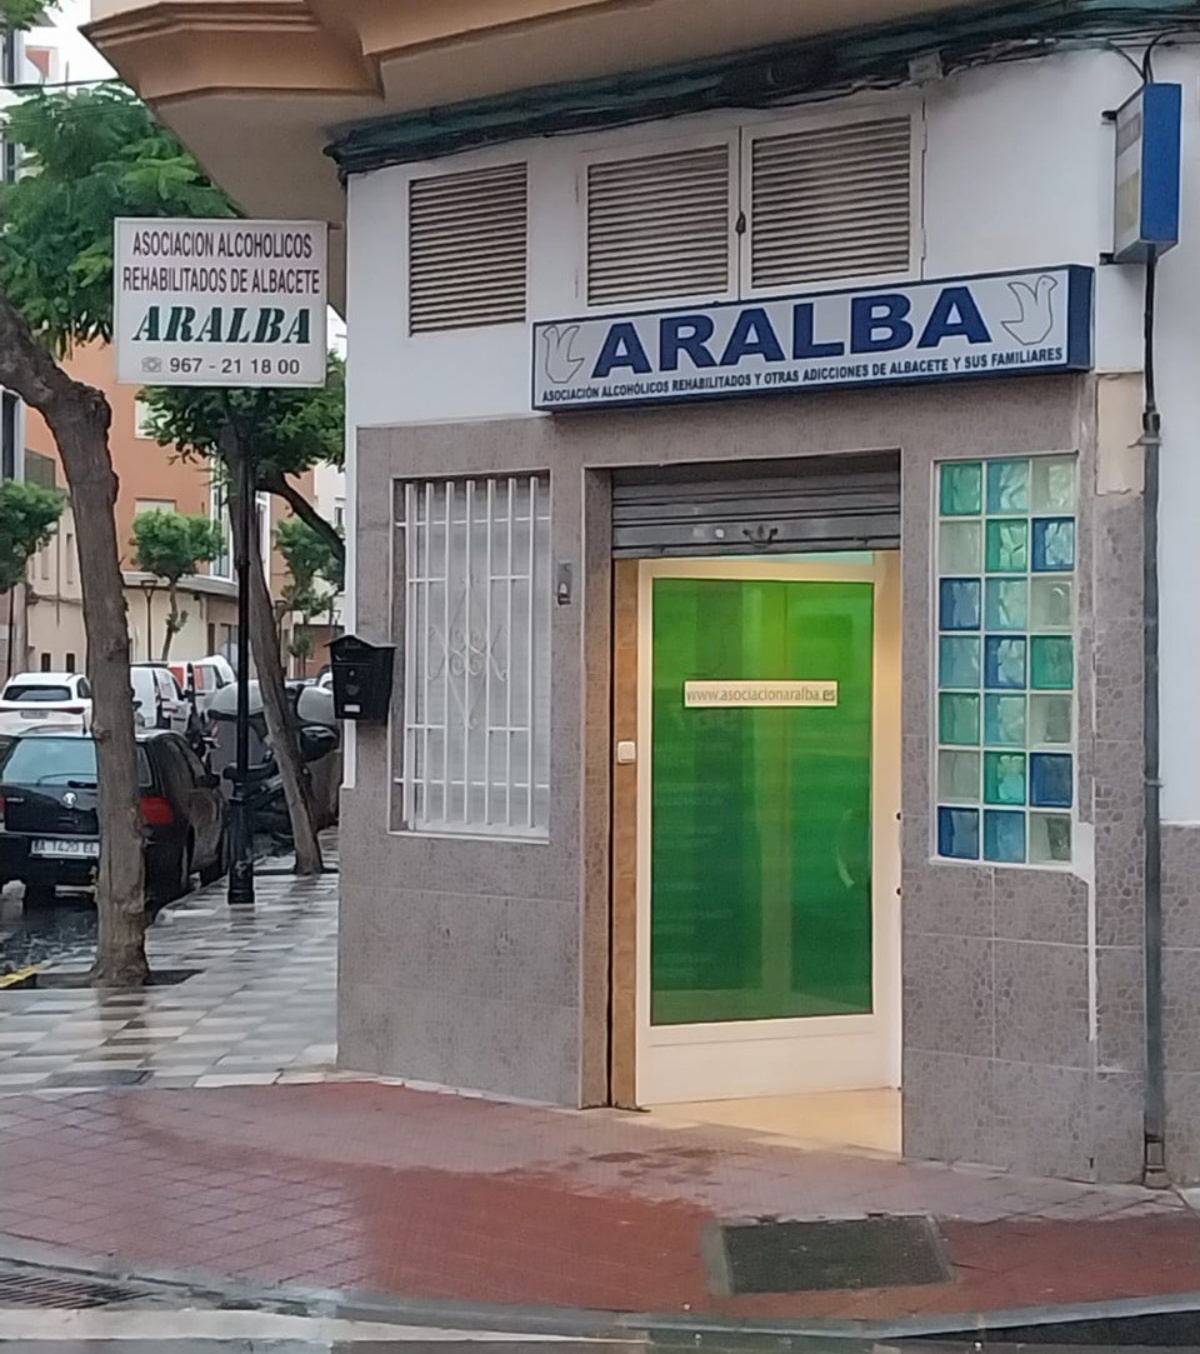 ASOCIACION ALCOHOLICOS
REHABILITADOS DE ALBACETE
ARALBA
967 - 21 18 00
ARALBA
ASOCIACIÓN ALCOHÓLICOS REHABILITADOS Y OTRAS ADICCIONES DE ALBACETE Y SUS FAMILIARES
www.asociacionaralba.es